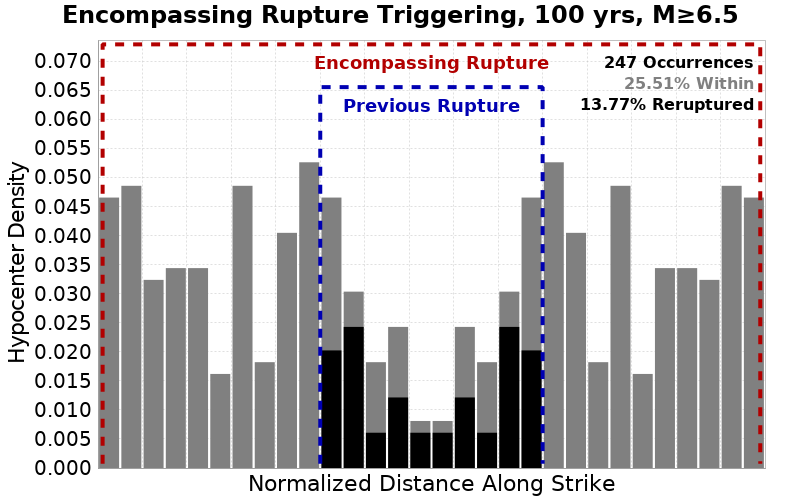 Encompassing Rupture Triggering, 100 yrs, M≥6.5
Encompassing Rupture
Previous Rupture
247 Occurrences
25.51% Within
13.77% Reruptured
Hypocenter Density
0.070
0.065
0.060
0.055
0.050
0.045
0.040
0.035
0.030
0.025
0.020
0.015
0.010
0.005
0.000
Normalized Distance Along Strike